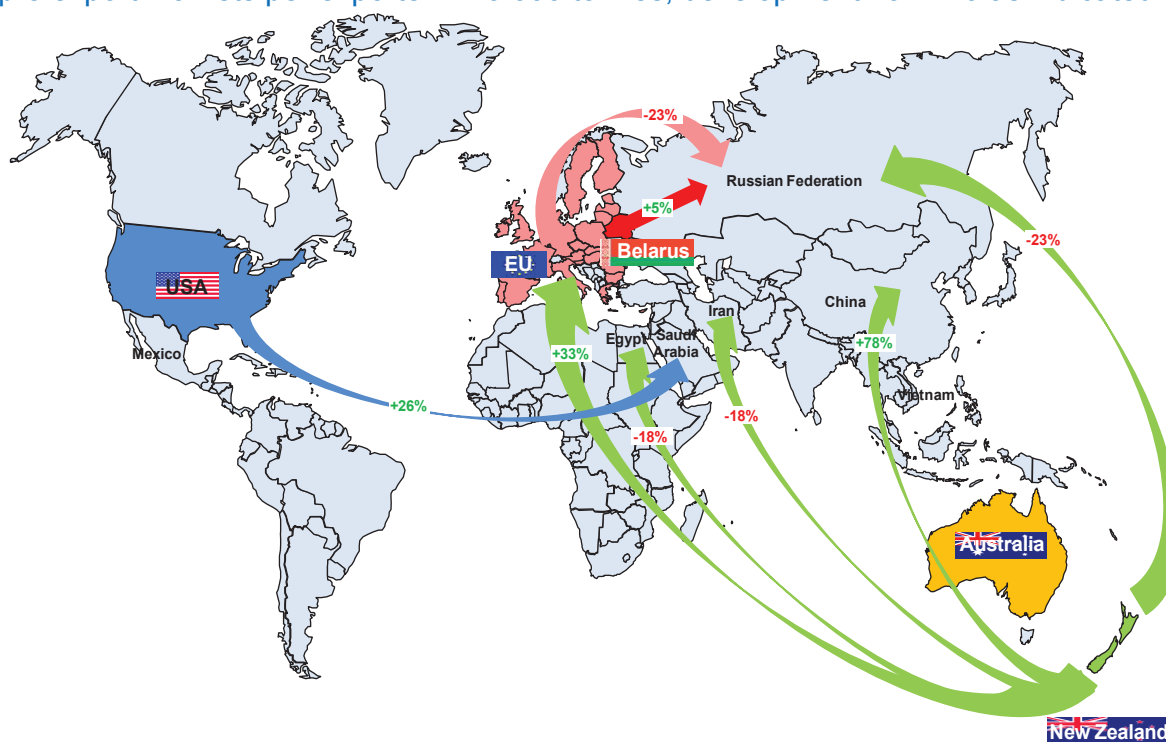 -23%
Russian Federation
+5%
-23%
Belarus
EU
USA
China
Iran
Mexico
Egypt
Saudi
Arabia
+78%
+33%
Vietnam
+26%
-18%
-18%
Australia
New Zealand